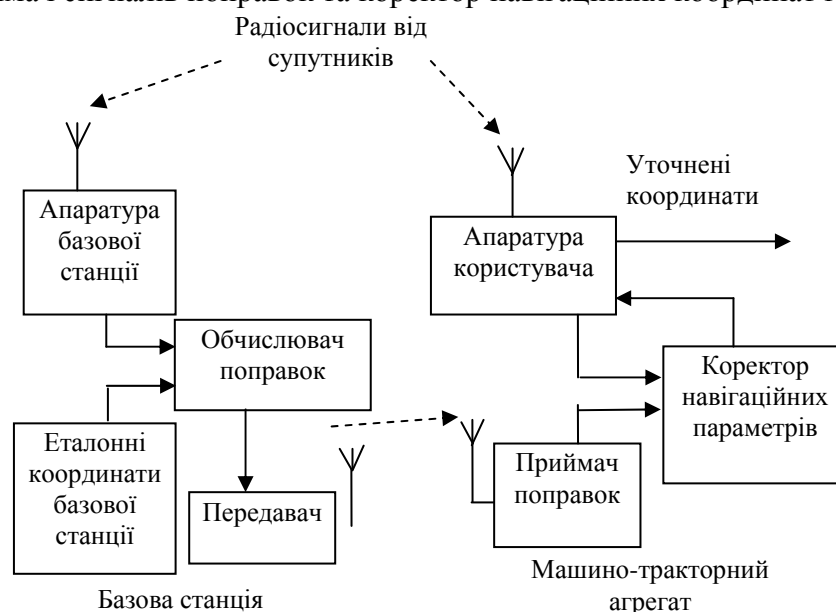 сигналів поправок та коректор навігаційних координат
Радіосигнали від
супутників
Уточнені
координати
Апаратура
базової
станції
Апаратура
користувача
Обчислювач
поправок
Коректор
навігаційних
параметрів
Еталонні
координати
базової
станції
Передавач
Приймач
поправок
Базова станція
Машино-тракторний
агрегат